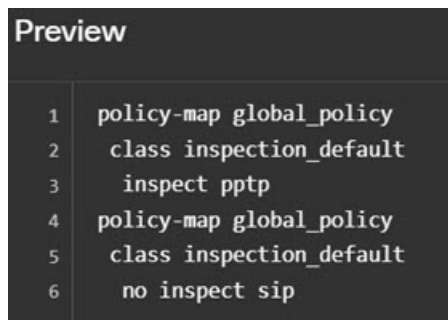 Preview
1 policy-map global_policy
2 class inspection_default
3 inspect pptp
4 policy-map global_policy
5 class inspection_default
6 no inspect sip